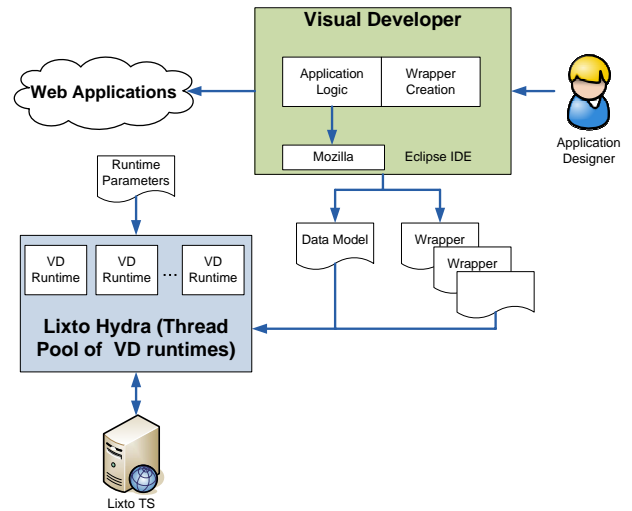 Visual Developer
Application
Logic
Wrapper
Creation
Web Applications
Mozilla
Eclipse IDE
Application
Designer
Runtime
Parameters
Data Model
Wrapper
Wrapper
VD
Runtime
VD
Runtime
...
VD
Runtime
Lixto Hydra (Thread
Pool of VD runtimes)
Lixto TS